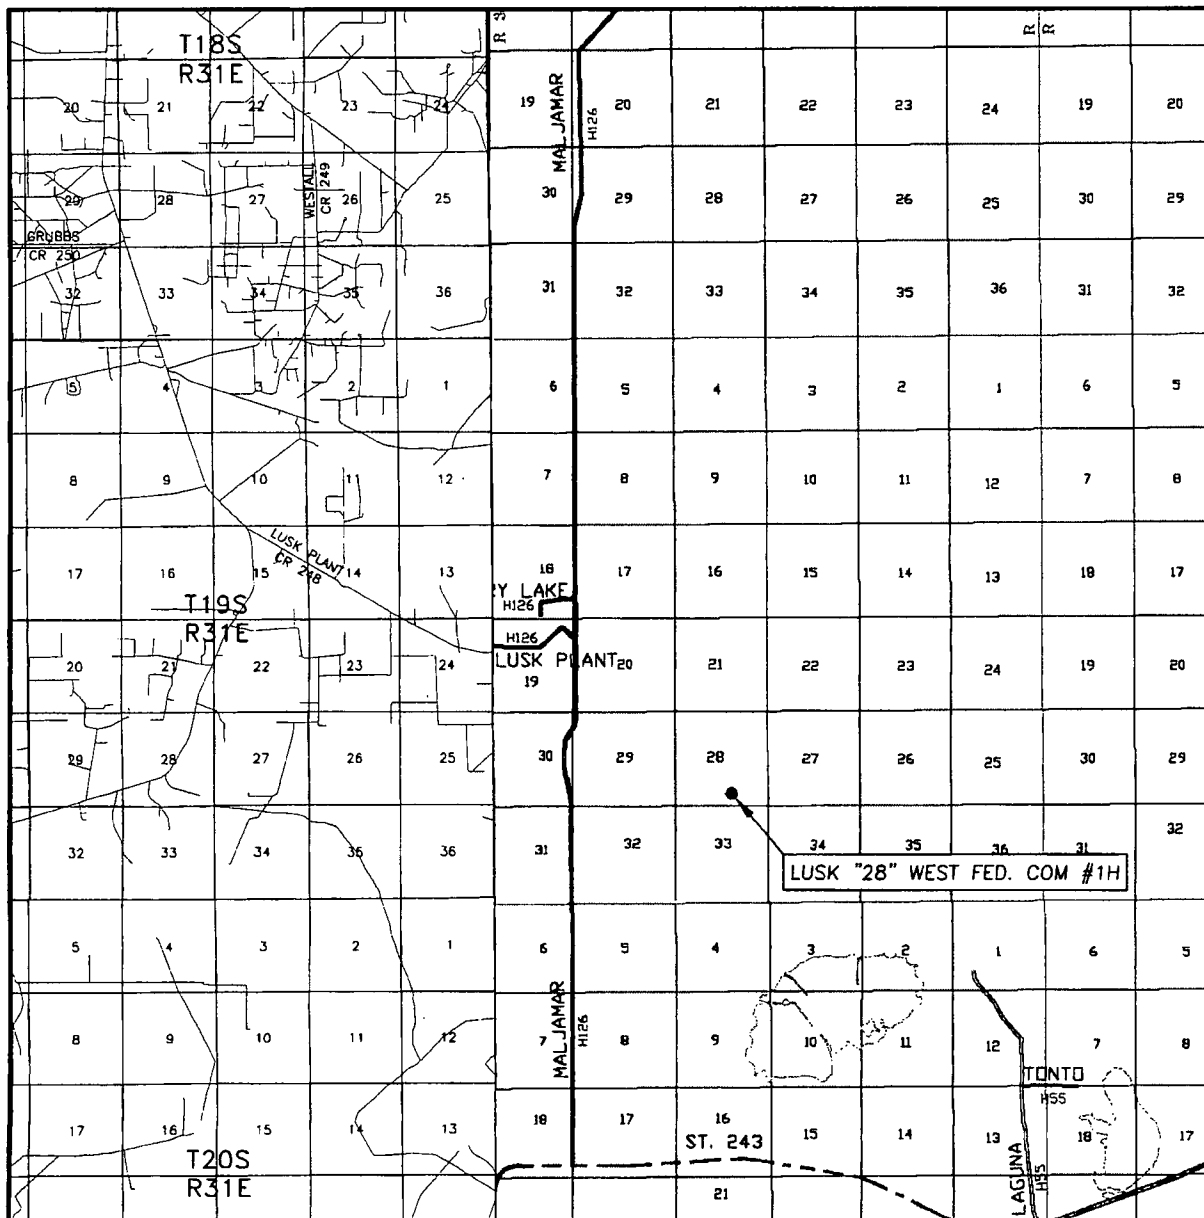 T18S
R31E
R 3
R R
20 21 22 23 24 19 20 21 22 23 24 19 20
MALJAMAR
H126
29 28 27 26 25 30 29 28 27 26 25 30 29
WESTALL
CR 249
GRUBBS
CR 250
32 33 34 35 36 31 32 33 34 35 36 31 32
5 4 3 2 1 6 5 4 3 2 1 6 5
8 9 10 11 12 7 8 9 10 11 12 7 8
LUSK PLANT
CR 248
17 16 15 14 13 18 17 16 15 14 13 18 17
T19S
R31E
Y LAKE
H126
H126
LUSK PLANT
20 21 22 23 24 19 20 21 22 23 24 19 20
29 28 27 26 25 30 29 28 27 26 25 30 29
32 33 34 35 36 31 32 33 34 35 36 31 32
LUSK "28" WEST FED. COM #1H
5 4 3 2 1 6 5 4 3 2 1 6 5
MALJAMAR
H126
8 9 10 11 12 7 8 9 10 11 12 7 8
TONTO
H55
17 16 15 14 13 18 17 16 15 14 13 18 17
ST. 243
LAGUNA
H55
T20S
R31E
21